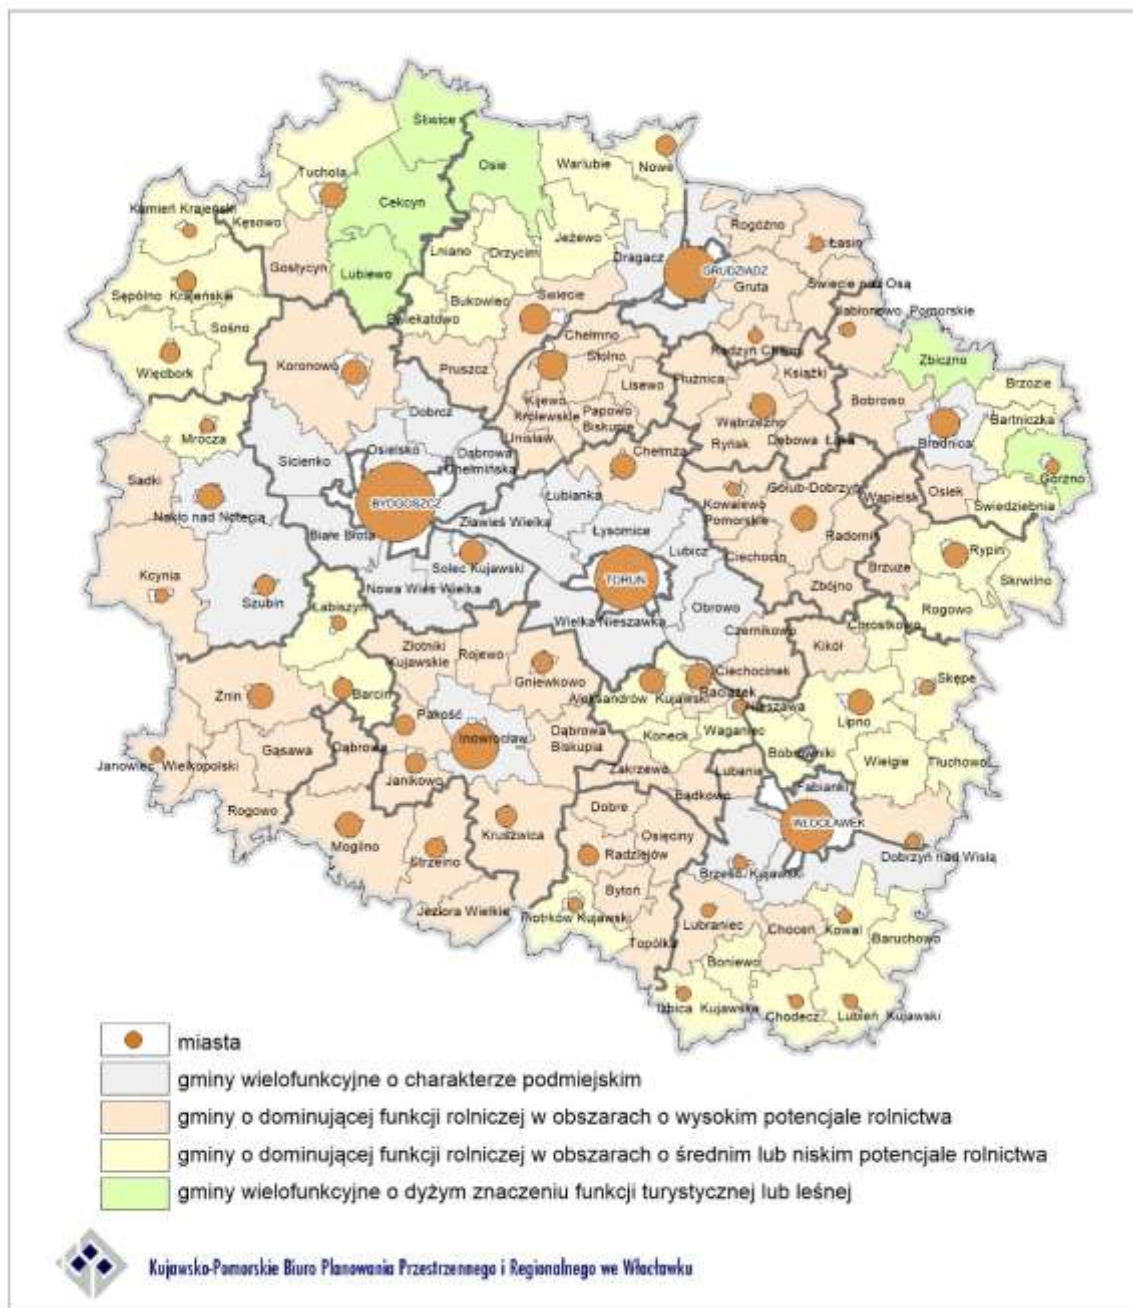 Śliwice
Osie
Warlubie
Nowe
Tuchola
Cekcyn
Kamień Krajeński
Kęsowo
Rogóźno
Łasin
Lniano
Drzycim
Jeżewo
Dragacz
GRUDZIĄDZ
Gostycyn
Lubiewo
Gruta
Świecie nad Osą
Sępólno Krajeńskie
Bukowiec
Świecie
Jabłonowo Pomorskie
Sośno
Świekatowo
Chełmno
Radzyń Chełm.
Zbiczno
Więcbork
Koronowo
Pruszcz
Stolno
Płużnica
Książki
Brzozie
Lisewo
Bobrowo
Kijewo
Królewskie
Papowo
Biskupie
Wąbrzeźno
Bartniczka
Dobrcz
Mrocza
Unisław
Ryńsk
Dębowa Łąka
Brodnica
Osielsko
Dąbrowa
Chełmińska
Chełmża
Sicienko
Górzno
Sadki
BYDGOSZCZ
Łubianka
Kowalewo
Pomorskie
Golub-Dobrzyń
Wąpielsk
Osiek
Świedziebnia
Nakło nad Notecią
Zławieś Wielka
Łysomice
Radomin
Białe Błota
Lubicz
Rypin
Solec Kujawski
Ciechocin
Brzuze
Kcynia
TORUŃ
Skrwilno
Szubin
Nowa Wieś Wielka
Zbójno
Łabiszyn
Obrowo
Rogowo
Wielka Nieszawka
Czernikowo
Chrostkowo
Złotniki
Kujawskie
Rojewo
Kikół
Gniewkowo
Ciechocinek
Żnin
Barcin
Aleksandrów Kujawski
Raciążek
Skępe
Nieszawa
Pakość
Lipno
Inowrocław
Dąbrowa
Biskupia
Koneck
Waganiec
Gąsawa
Dąbrowa
Bobrowniki
Wielgie
Tłuchowo
Janowiec Wielkopolski
Janikowo
Zakrzewo
Lubanie
Fabianki
Bądkowo
Rogowo
Dobre
Kruszwica
WŁOCŁAWEK
Osięciny
Mogilno
Strzelno
Radziejów
Dobrzyń nad Wisłą
Brześć Kujawski
Bytoń
Jeziora Wielkie
Piotrków Kujawski
Lubraniec
Choceń
Kowal
Topólka
Baruchowo
Boniewo
Izbica Kujawska
Chodecz
Lubień Kujawski
miasta
gminy wielofunkcyjne o charakterze podmiejskim
gminy o dominującej funkcji rolniczej w obszarach o wysokim potencjale rolnictwa
gminy o dominującej funkcji rolniczej w obszarach o średnim lub niskim potencjale rolnictwa
gminy wielofunkcyjne o dyżym znaczeniu funkcji turystycznej lub leśnej
Kujawsko-Pomorskie Biuro Planowania Przestrzennego i Regionalnego we Włocławku